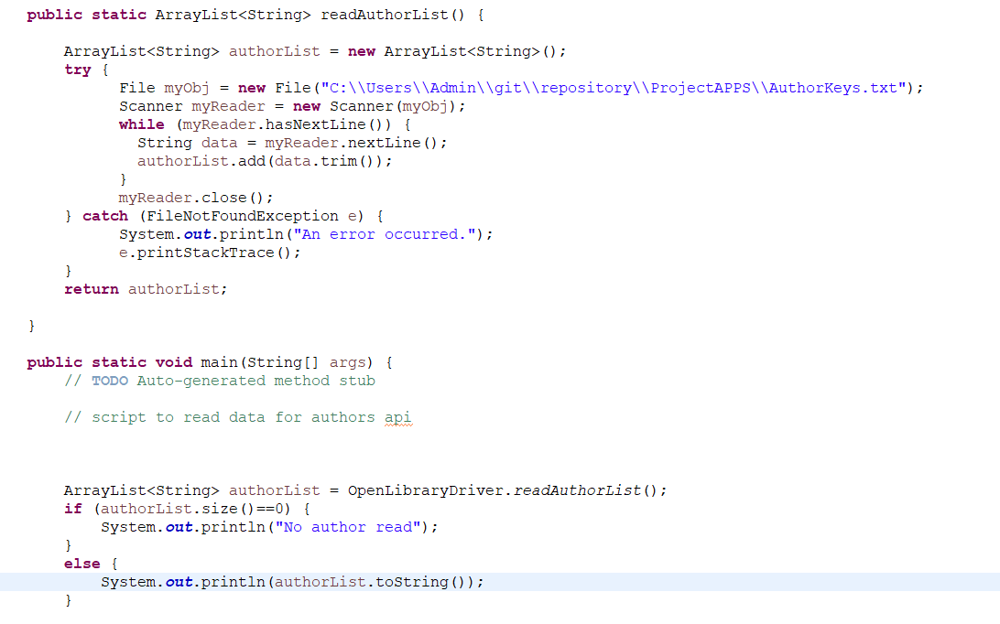 public static ArrayList<String> readAuthorList() {
ArrayList<String> authorList = new ArrayList<String>();
try {
File myObj = new File("C:\\Users\\Admin\\git\\repository\\ProjectAPPS\\AuthorKeys.txt");
Scanner myReader = new Scanner(myObj);
while (myReader.hasNextLine()) {
String data = myReader.nextLine();
authorList.add(data.trim());
}
myReader.close();
} catch (FileNotFoundException e) {
System.out.println("An error occurred.");
e.printStackTrace();
}
return authorList;
}
public static void main(String[] args) {
// TODO Auto-generated method stub
// script to read data for authors api
ArrayList<String> authorList = OpenLibraryDriver.readAuthorList();
if (authorList.size()==0) {
System.out.println("No author read");
}
else {
System.out.println(authorList.toString());
}